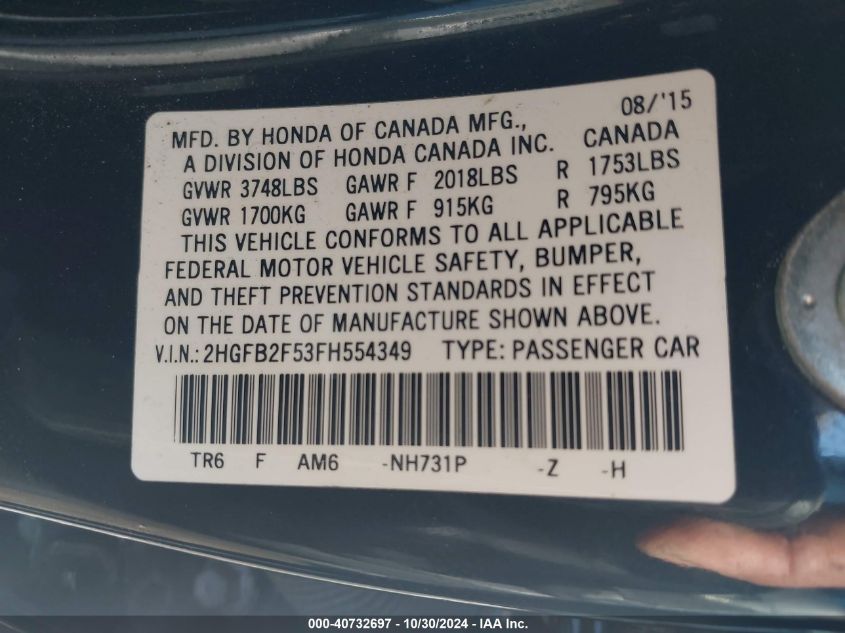 08/'15
MFD. BY HONDA OF CANADA MFG.,
A DIVISION OF HONDA CANADA INC. CANADA
GVWR 3748LBS GAWR F 2018LBS R 1753LBS
GVWR 1700KG GAWR F 915KG R 795KG
THIS VEHICLE CONFORMS TO ALL APPLICABLE
FEDERAL MOTOR VEHICLE SAFETY, BUMPER,
AND THEFT PREVENTION STANDARDS IN EFFECT
ON THE DATE OF MANUFACTURE SHOWN ABOVE.
V.I.N.: 2HGFB2F53FH554349 TYPE: PASSENGER CAR
TR6 F AM6 -NH731P -Z -H
000-40732697 - 10/30/2024 - IAA Inc.